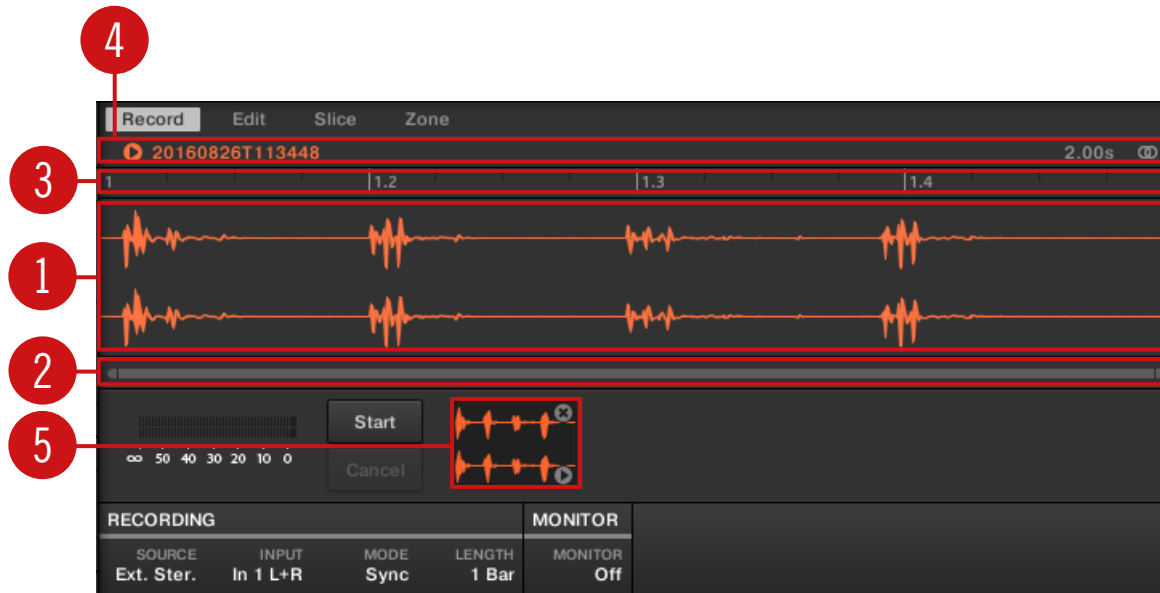 4
Record Edit Slice Zone
20160826T113448 2.00s
3
1 1.2 1.3 1.4
1
2
5
Start
∞ 50 40 30 20 10 0
Cancel
RECORDING MONITOR
SOURCE INPUT MODE LENGTH MONITOR
Ext. Ster. In 1 L+R Sync 1 Bar Off